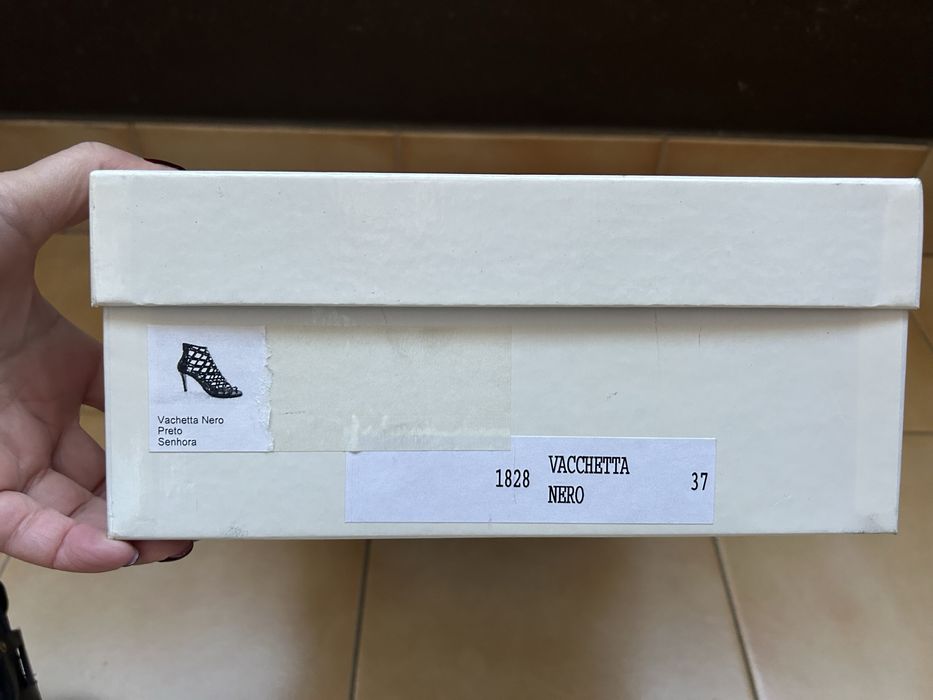 Vachetta Nero
Preto
Senhora
1828 VACCHETTA 37
NERO